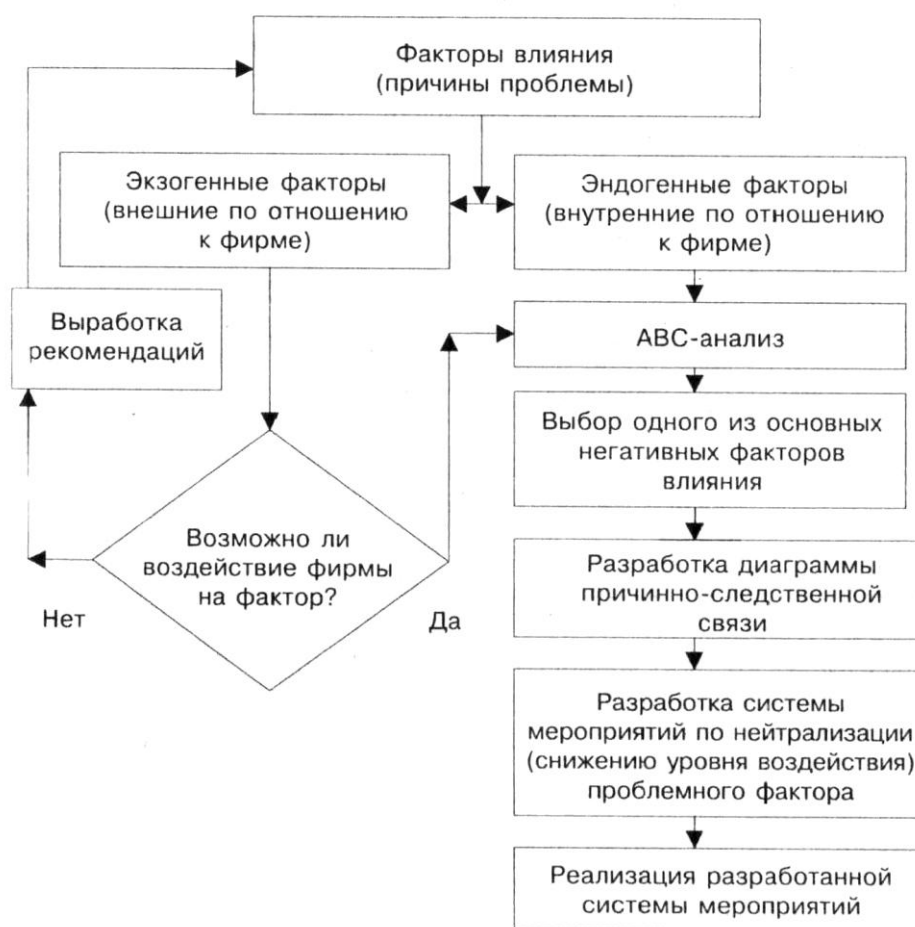 Факторы влияния
(причины проблемы)
Экзогенные факторы
(внешние по отношению
к фирме)
Эндогенные факторы
(внутренние по отношению
к фирме)
Выработка
рекомендаций
АВС-анализ
Выбор одного из основных
негативных факторов
влияния
Возможно ли
воздействие фирмы
на фактор?
Нет
Да
Разработка диаграммы
причинно-следственной
связи
Разработка системы
мероприятий по нейтрализации
(снижению уровня воздействия)
проблемного фактора
Реализация разработанной
системы мероприятий